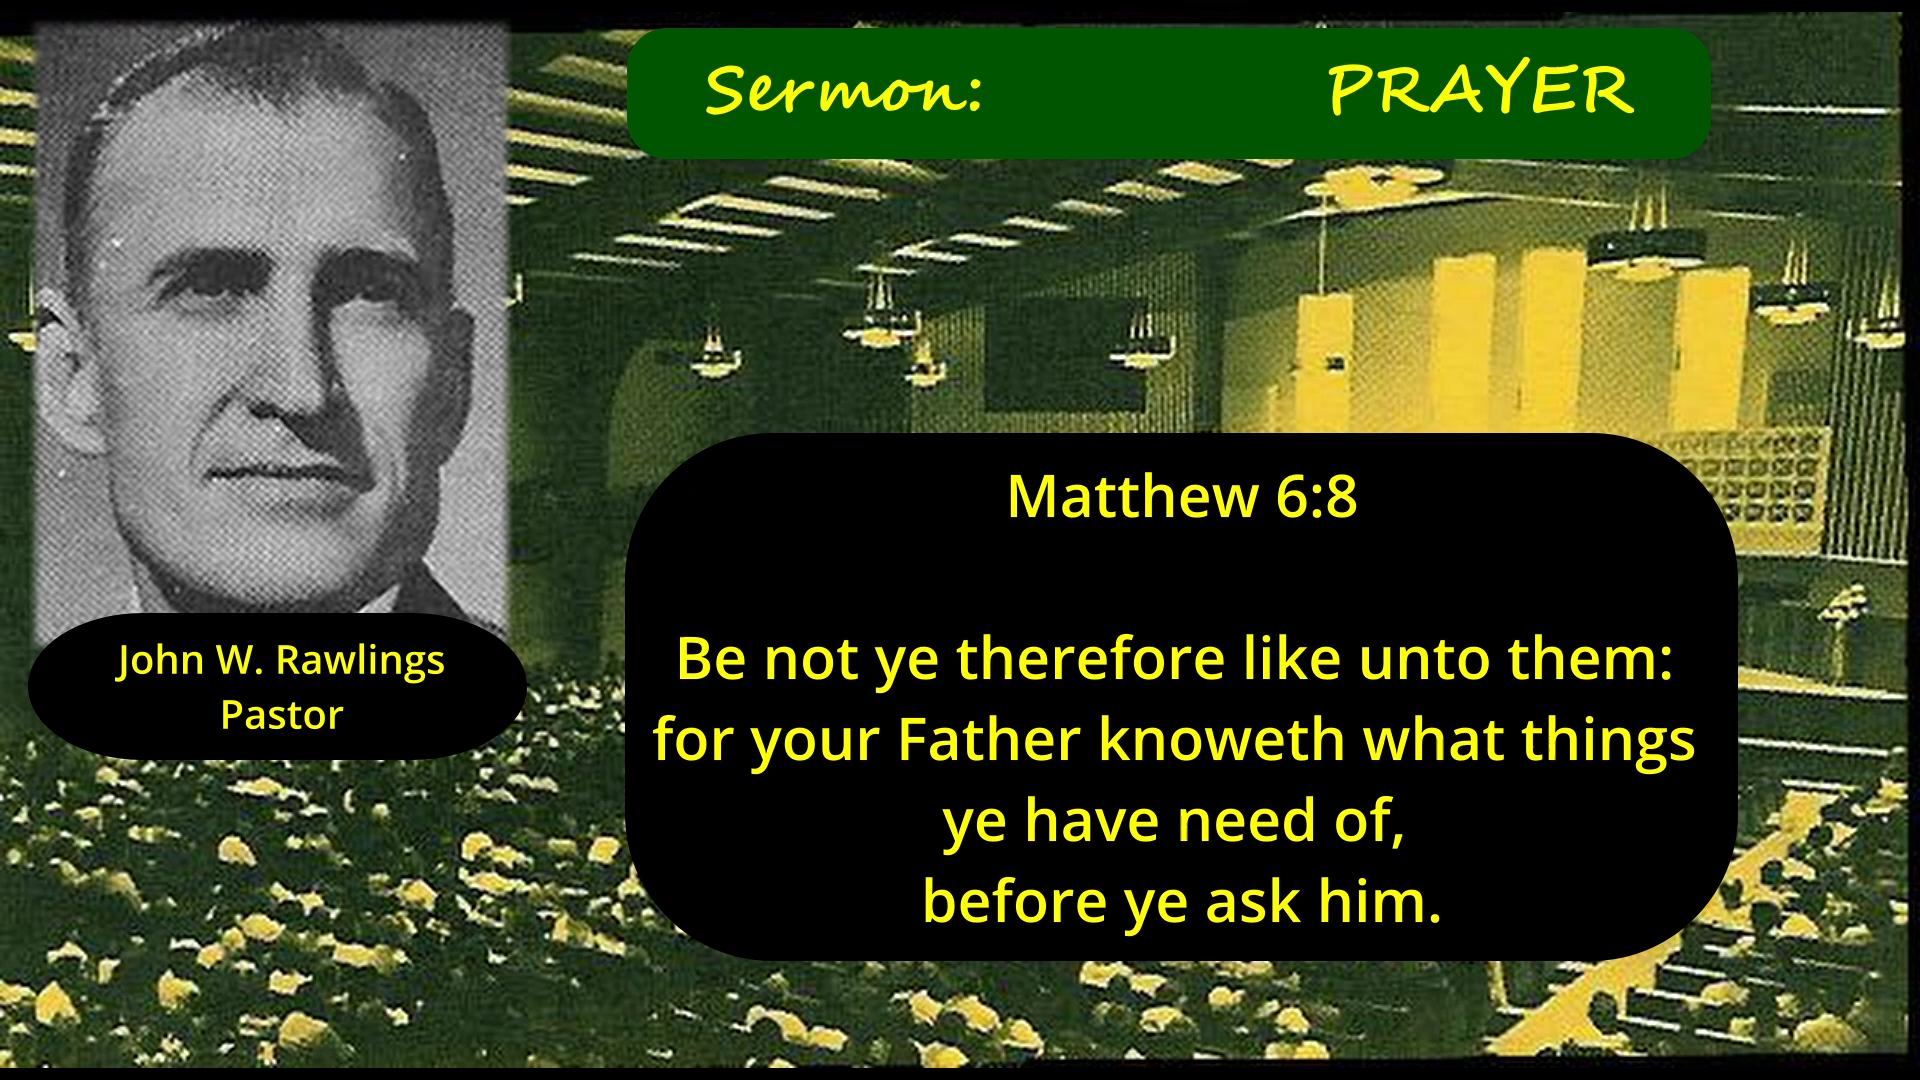 Sermon: PRAYER
John W. Rawlings
Pastor
Matthew 6:8
Be not ye therefore like unto them:
for your Father knoweth what things
ye have need of,
before ye ask him.